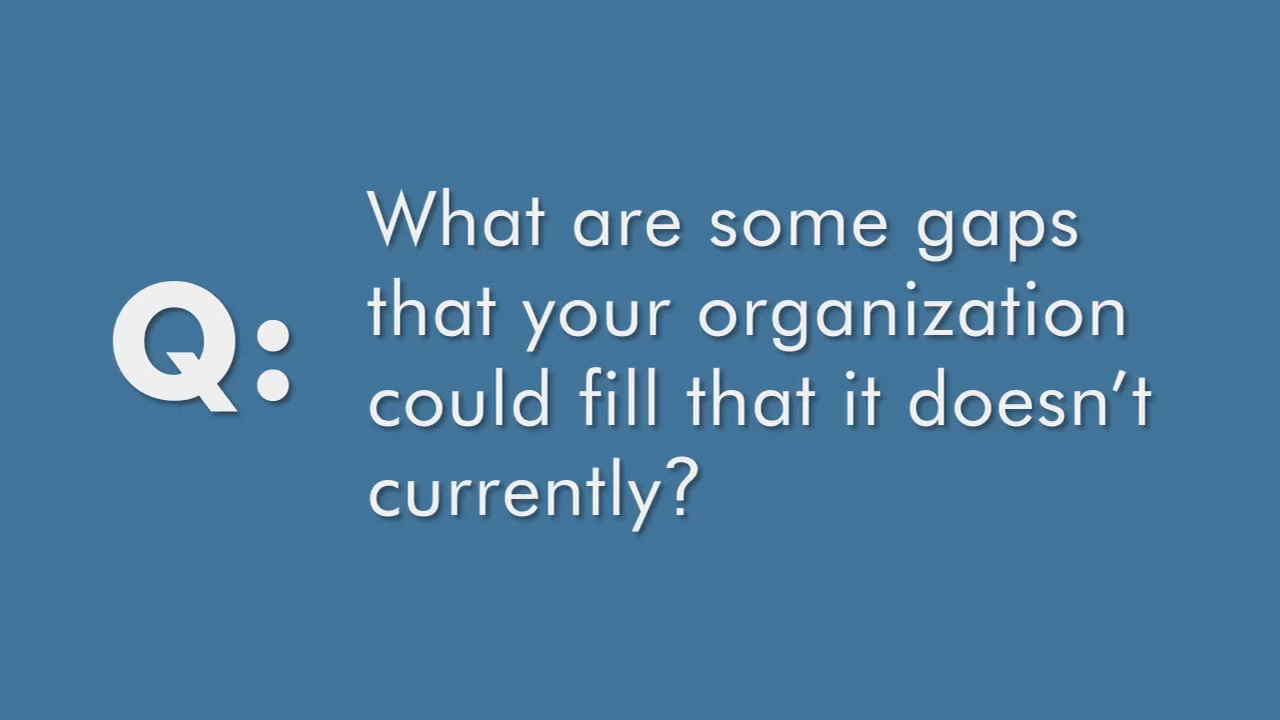 Q:
What are some gaps
that your organization
could fill that it doesn’t
currently?